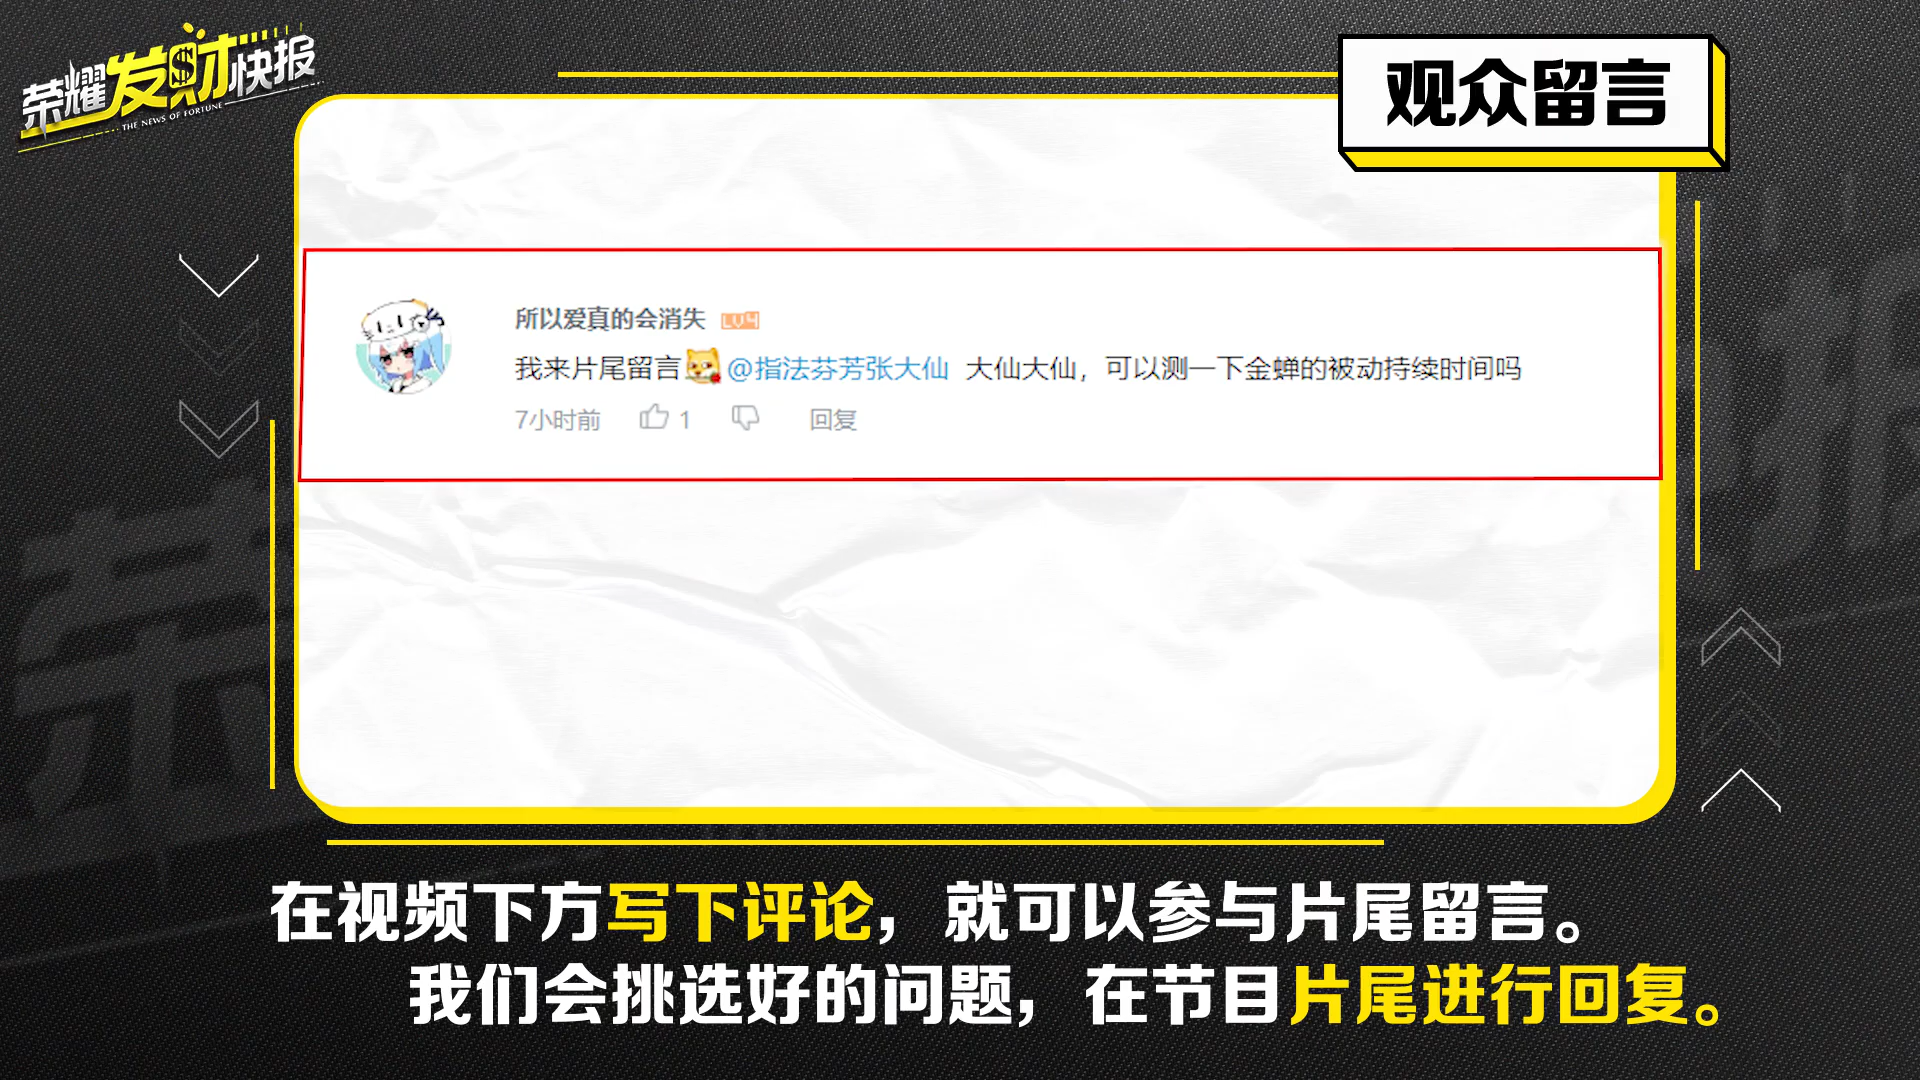 荣耀发财快报
THE NEWS OF FORTUNE
观众留言
所以爱真的会消失 LV4
我来片尾留言@指法芬芳张大仙 大仙大仙，可以测一下金蝉的被动持续时间吗
7小时前 1 回复
在视频下方写下评论，就可以参与片尾留言。
我们会挑选好的问题，在节目片尾进行回复。